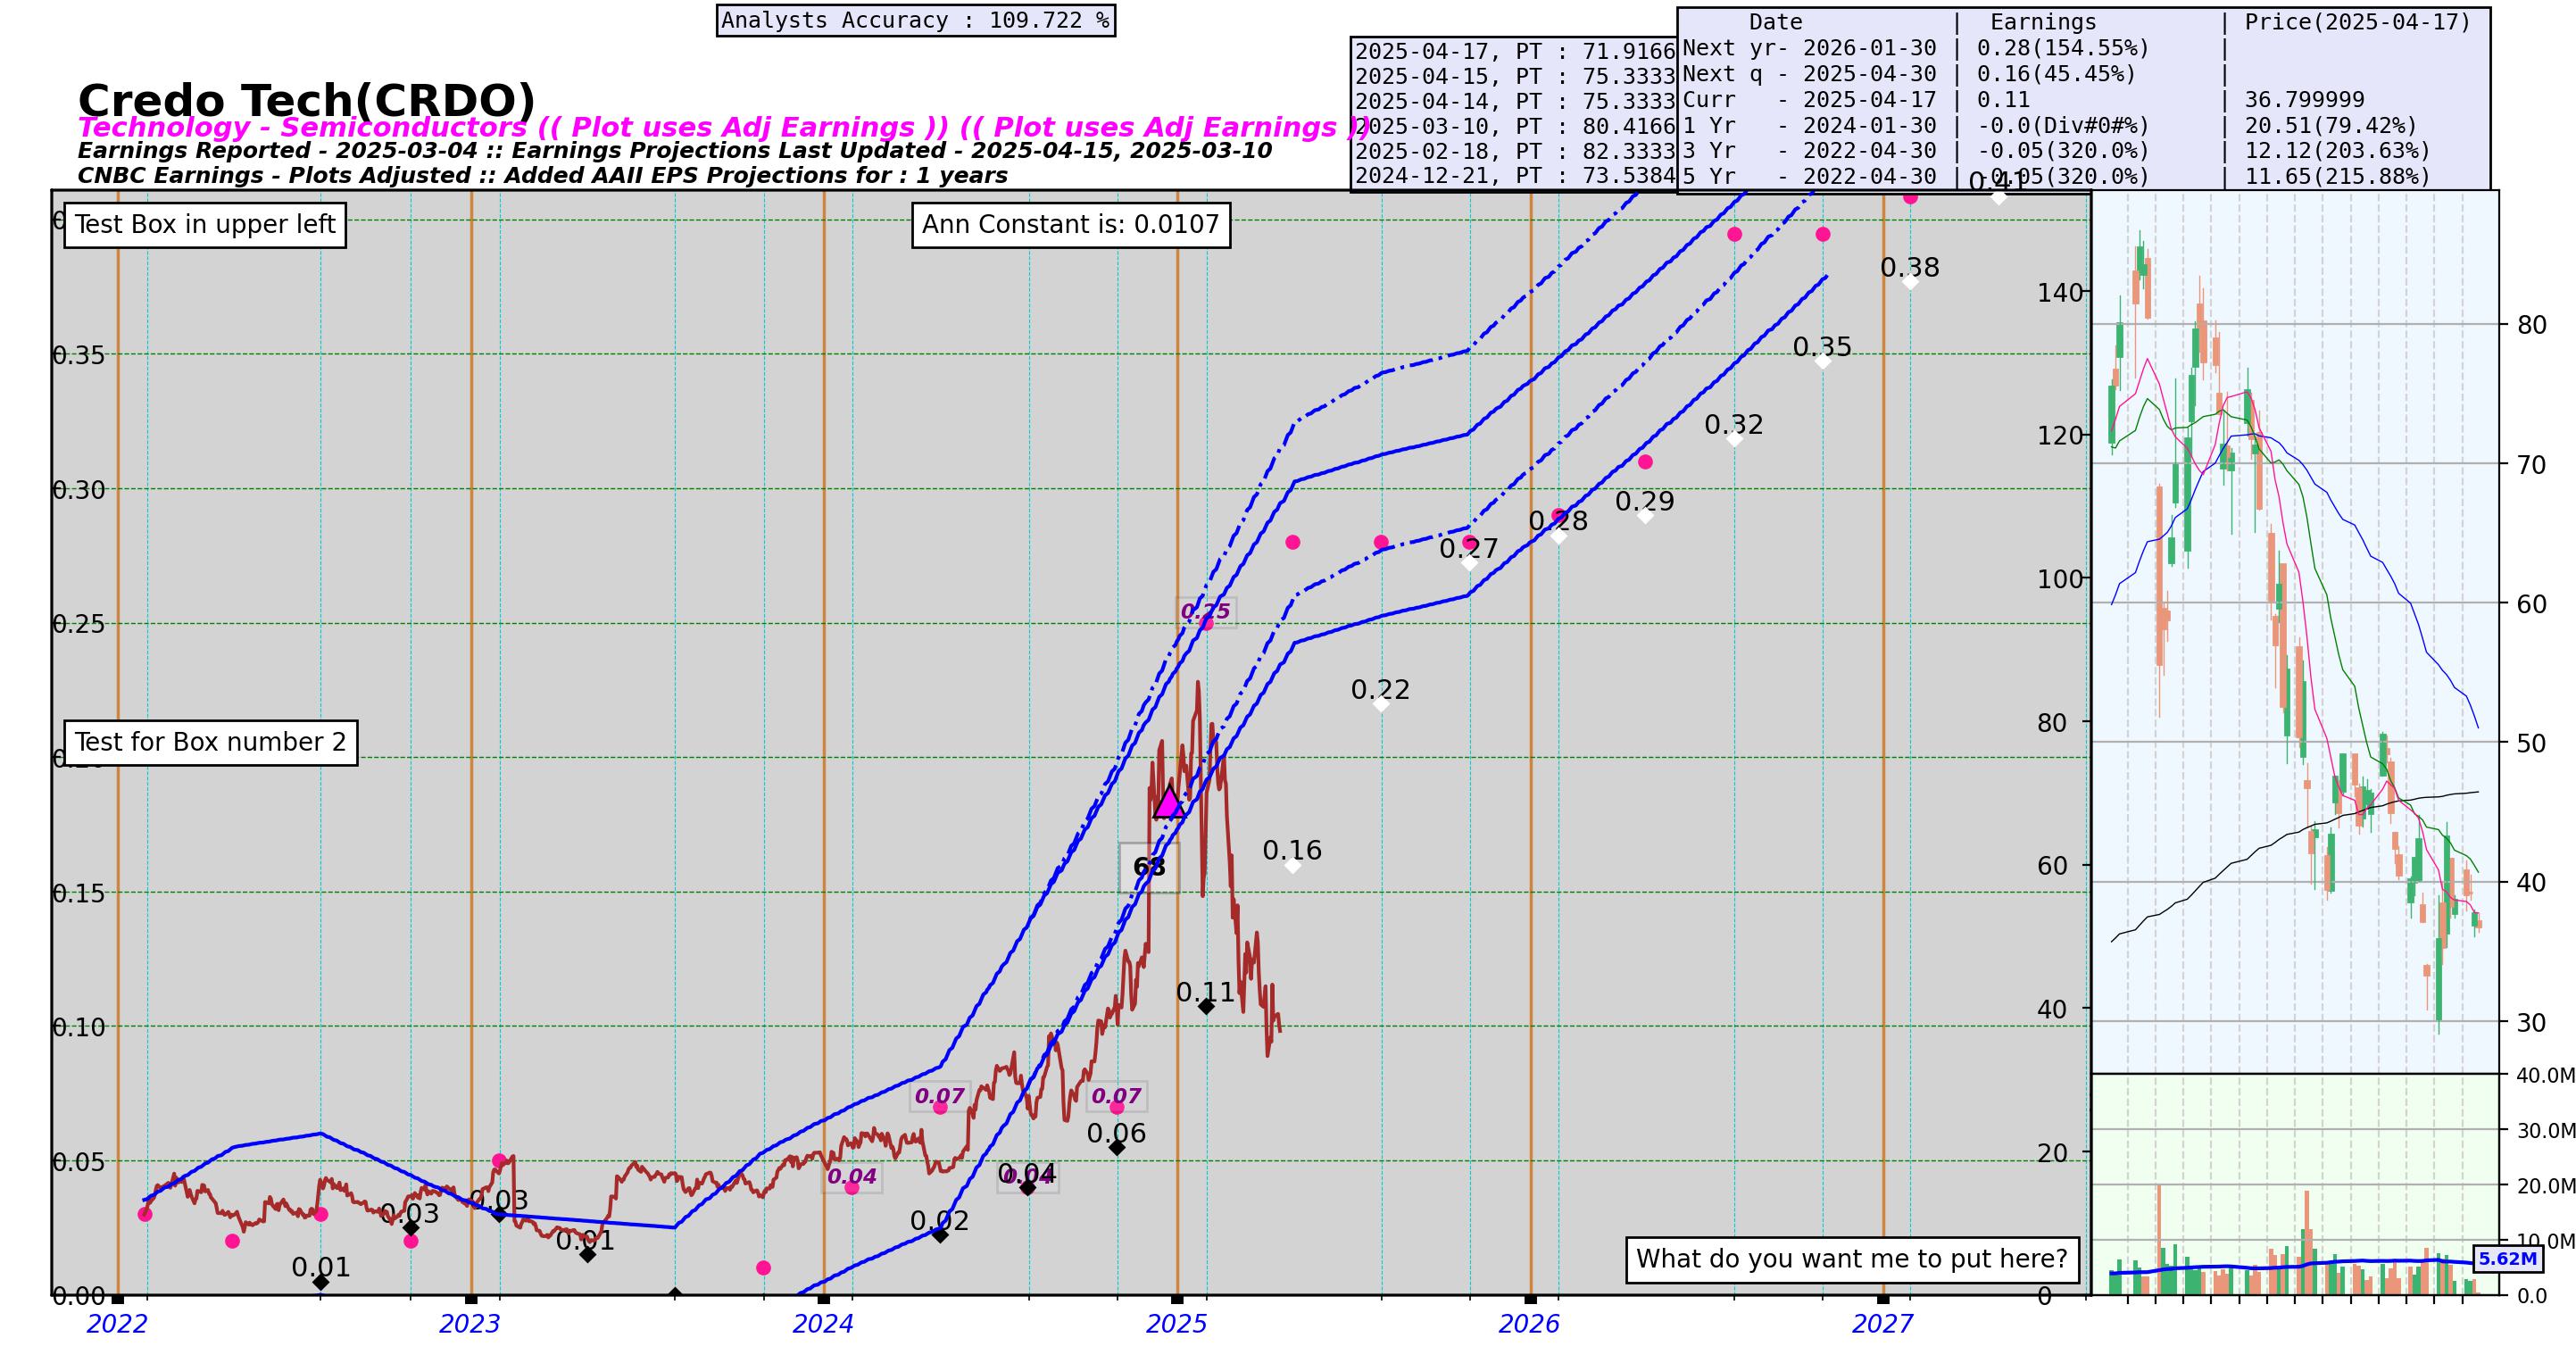 Analysts Accuracy : 109.722 %
Date | Earnings | Price(2025-04-17)
Next yr- 2026-01-30 | 0.28(154.55%) |
Next q - 2025-04-30 | 0.16(45.45%) |
Curr - 2025-04-17 | 0.11 | 36.799999
1 Yr - 2024-01-30 | -0.0(Div#0#%) | 20.51(79.42%)
3 Yr - 2022-04-30 | -0.05(320.0%) | 12.12(203.63%)
5 Yr - 2022-04-30 | -0.05(320.0%) | 11.65(215.88%)
2025-04-17, PT : 71.9166
2025-04-15, PT : 75.3333
2025-04-14, PT : 75.3333
2025-03-10, PT : 80.4166
2025-02-18, PT : 82.3333
2024-12-21, PT : 73.5384
Credo Tech(CRDO)
Technology - Semiconductors (( Plot uses Adj Earnings )) (( Plot uses Adj Earnings ))
Earnings Reported - 2025-03-04 :: Earnings Projections Last Updated - 2025-04-15, 2025-03-10
CNBC Earnings - Plots Adjusted :: Added AAII EPS Projections for : 1 years
Test Box in upper left
Ann Constant is: 0.0107
Test for Box number 2
What do you want me to put here?
0.35
0.30
0.25
0.15
0.10
0.05
0.00
0.01
0.03
0.03
0.01
0.04
0.07
0.02
0.04
0.04
0.07
0.06
0.25
0.11
68
0.16
0.22
0.27
0.28
0.29
0.32
0.35
0.38
0.41
140
120
100
80
60
40
20
0
80
70
60
50
40
30
40.0M
30.0M
20.0M
10.0M
5.62M
0.0
2022
2023
2024
2025
2026
2027